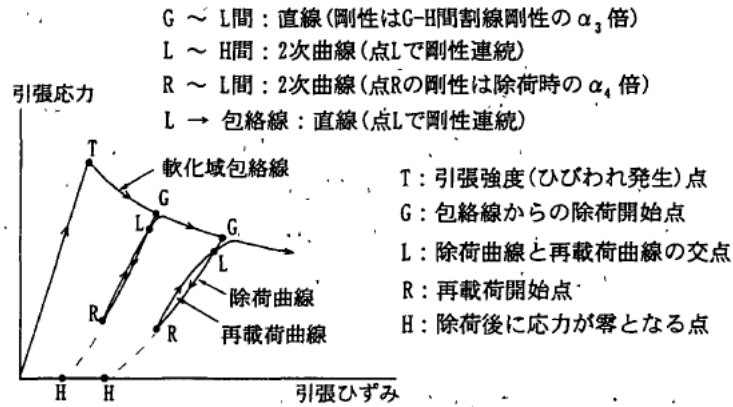 G ～ L間：直線(剛性はG-H間割線剛性の α₃ 倍)
L ～ H間：2次曲線(点Lで剛性連続)
R ～ L間：2次曲線(点Rの剛性は除荷時の α₄ 倍)
L → 包絡線：直線(点Lで剛性連続)
引張応力
T
軟化域包絡線
G
L
G
L
R
R
除荷曲線
再載荷曲線
H
H
引張ひずみ
T：引張強度(ひびわれ発生)点
G：包絡線からの除荷開始点
L：除荷曲線と再載荷曲線の交点
R：再載荷開始点
H：除荷後に応力が零となる点